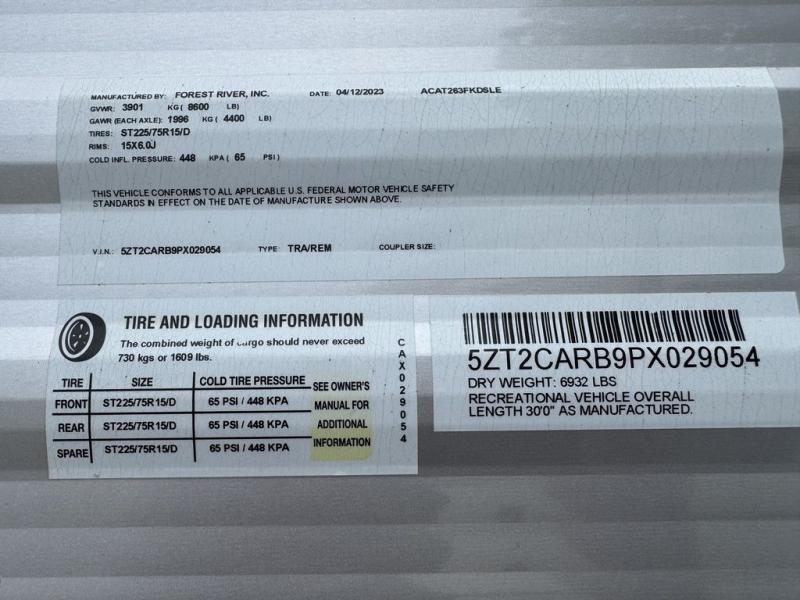 MANUFACTURED BY: FOREST RIVER, INC. DATE: 04/12/2023 ACAT263FKDSLE
GVWR: 3901 KG ( 8600 LB)
GAWR (EACH AXLE): 1996 KG ( 4400 LB)
TIRES: ST225/75R15/D
RIMS: 15X6.0J
COLD INFL. PRESSURE: 448 KPA ( 65 PSI )
THIS VEHICLE CONFORMS TO ALL APPLICABLE U.S. FEDERAL MOTOR VEHICLE SAFETY
STANDARDS IN EFFECT ON THE DATE OF MANUFACTURE SHOWN ABOVE.
V.I.N.: 5ZT2CARB9PX029054 TYPE: TRA/REM COUPLER SIZE:
TIRE AND LOADING INFORMATION
The combined weight of cargo should never exceed
730 kgs or 1609 lbs.
TIRE SIZE COLD TIRE PRESSURE SEE OWNER'S
FRONT ST225/75R15/D 65 PSI / 448 KPA MANUAL FOR
REAR ST225/75R15/D 65 PSI / 448 KPA ADDITIONAL
SPARE ST225/75R15/D 65 PSI / 448 KPA INFORMATION
CAX029054
5ZT2CARB9PX029054
DRY WEIGHT: 6932 LBS
RECREATIONAL VEHICLE OVERALL
LENGTH 30'0" AS MANUFACTURED.